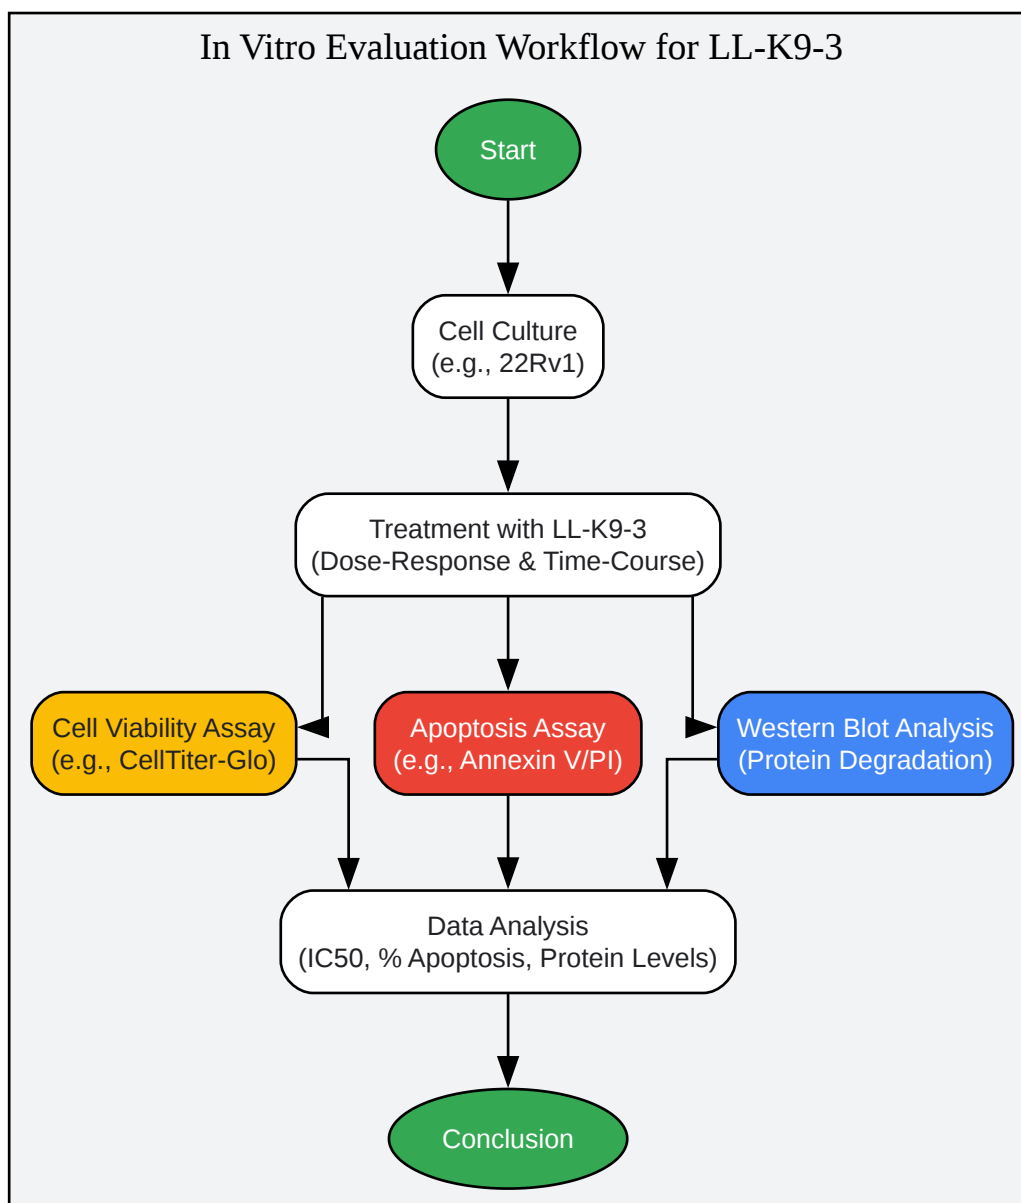 In Vitro Evaluation Workflow for LL-K9-3
Start
Cell Culture
(e.g., 22Rv1)
Treatment with LL-K9-3
(Dose-Response & Time-Course)
Cell Viability Assay
(e.g., CellTiter-Glo)
Apoptosis Assay
(e.g., Annexin V/PI)
Western Blot Analysis
(Protein Degradation)
Data Analysis
(IC50, % Apoptosis, Protein Levels)
Conclusion